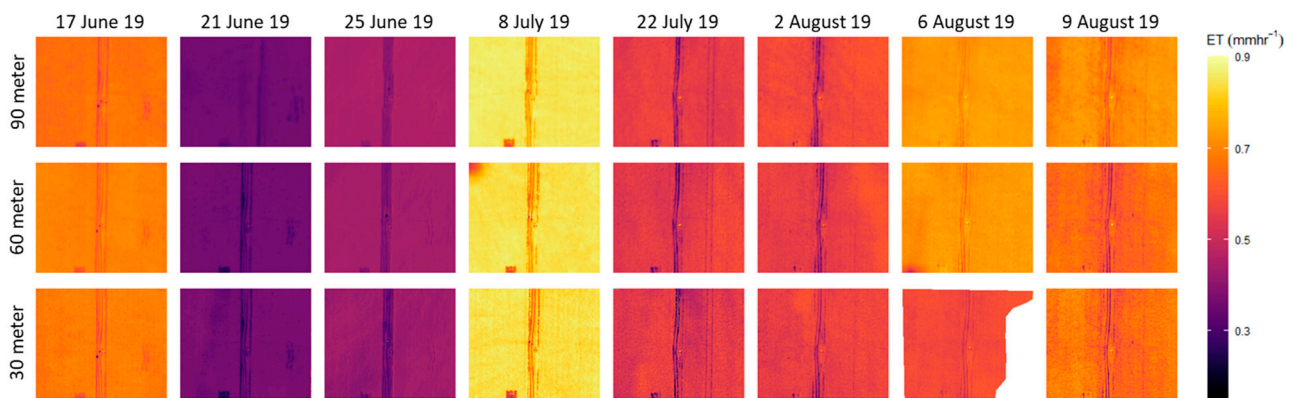 17 June 19 21 June 19 25 June 19 8 July 19 22 July 19 2 August 19 6 August 19 9 August 19
ET (mmhr⁻¹)
90 meter
60 meter
30 meter
0.9
0.7
0.5
0.3